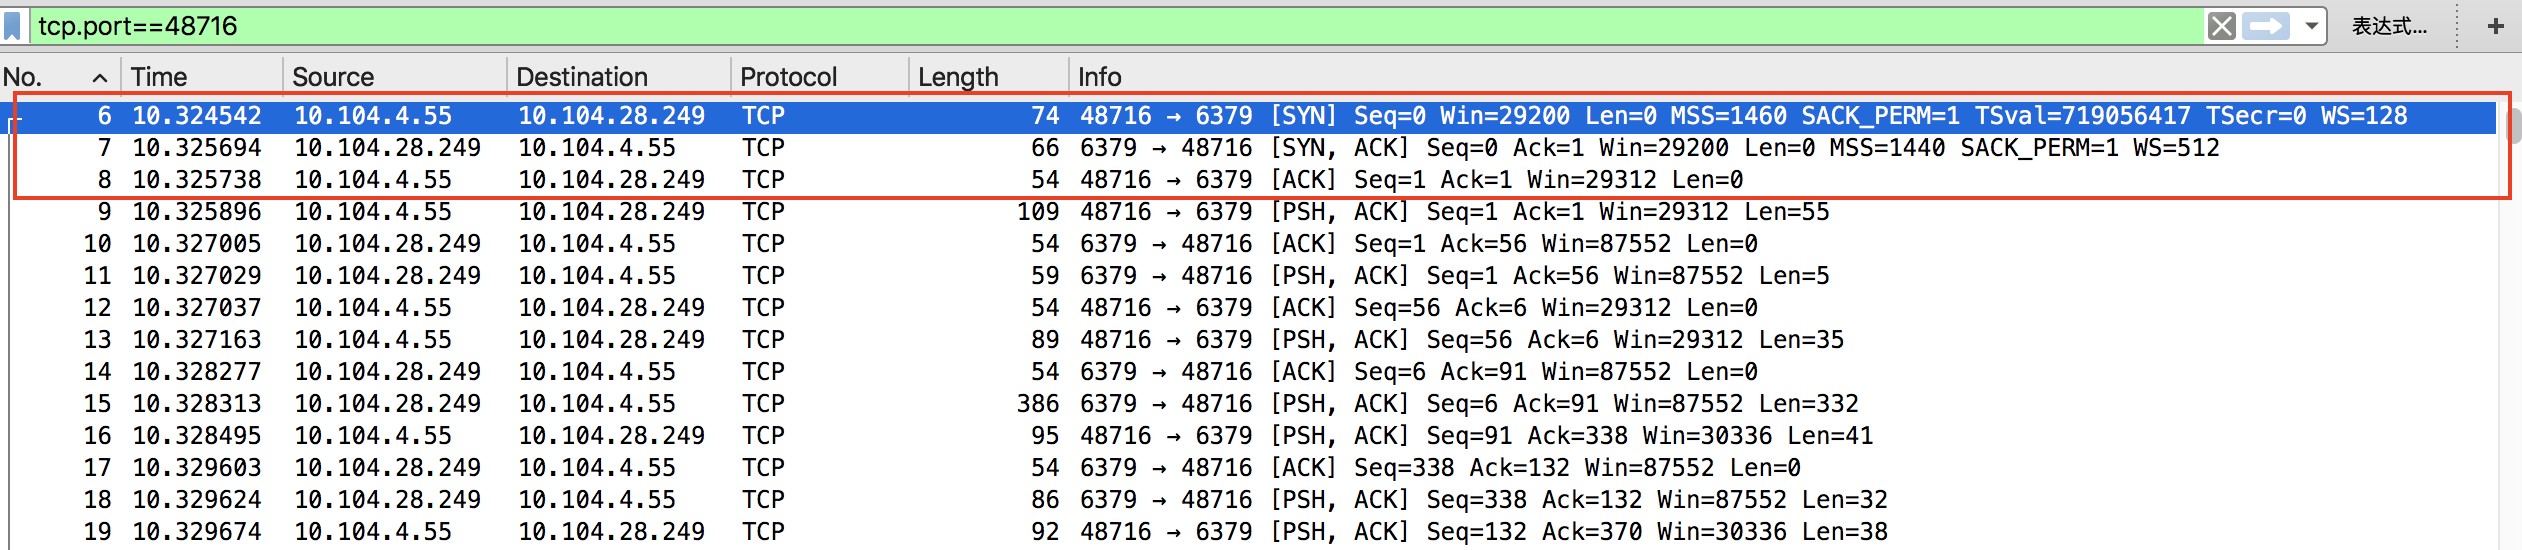 tcp.port==48716 表达式... +
No. Time Source Destination Protocol Length Info
6 10.324542 10.104.4.55 10.104.28.249 TCP 74 48716 → 6379 [SYN] Seq=0 Win=29200 Len=0 MSS=1460 SACK_PERM=1 TSval=719056417 TSecr=0 WS=128
7 10.325694 10.104.28.249 10.104.4.55 TCP 66 6379 → 48716 [SYN, ACK] Seq=0 Ack=1 Win=29200 Len=0 MSS=1440 SACK_PERM=1 WS=512
8 10.325738 10.104.4.55 10.104.28.249 TCP 54 48716 → 6379 [ACK] Seq=1 Ack=1 Win=29312 Len=0
9 10.325896 10.104.4.55 10.104.28.249 TCP 109 48716 → 6379 [PSH, ACK] Seq=1 Ack=1 Win=29312 Len=55
10 10.327005 10.104.28.249 10.104.4.55 TCP 54 6379 → 48716 [ACK] Seq=1 Ack=56 Win=87552 Len=0
11 10.327029 10.104.28.249 10.104.4.55 TCP 59 6379 → 48716 [PSH, ACK] Seq=1 Ack=56 Win=87552 Len=5
12 10.327037 10.104.4.55 10.104.28.249 TCP 54 48716 → 6379 [ACK] Seq=56 Ack=6 Win=29312 Len=0
13 10.327163 10.104.4.55 10.104.28.249 TCP 89 48716 → 6379 [PSH, ACK] Seq=56 Ack=6 Win=29312 Len=35
14 10.328277 10.104.28.249 10.104.4.55 TCP 54 6379 → 48716 [ACK] Seq=6 Ack=91 Win=87552 Len=0
15 10.328313 10.104.28.249 10.104.4.55 TCP 386 6379 → 48716 [PSH, ACK] Seq=6 Ack=91 Win=87552 Len=332
16 10.328495 10.104.4.55 10.104.28.249 TCP 95 48716 → 6379 [PSH, ACK] Seq=91 Ack=338 Win=30336 Len=41
17 10.329603 10.104.28.249 10.104.4.55 TCP 54 6379 → 48716 [ACK] Seq=338 Ack=132 Win=87552 Len=0
18 10.329624 10.104.28.249 10.104.4.55 TCP 86 6379 → 48716 [PSH, ACK] Seq=338 Ack=132 Win=87552 Len=32
19 10.329674 10.104.4.55 10.104.28.249 TCP 92 48716 → 6379 [PSH, ACK] Seq=132 Ack=370 Win=30336 Len=38